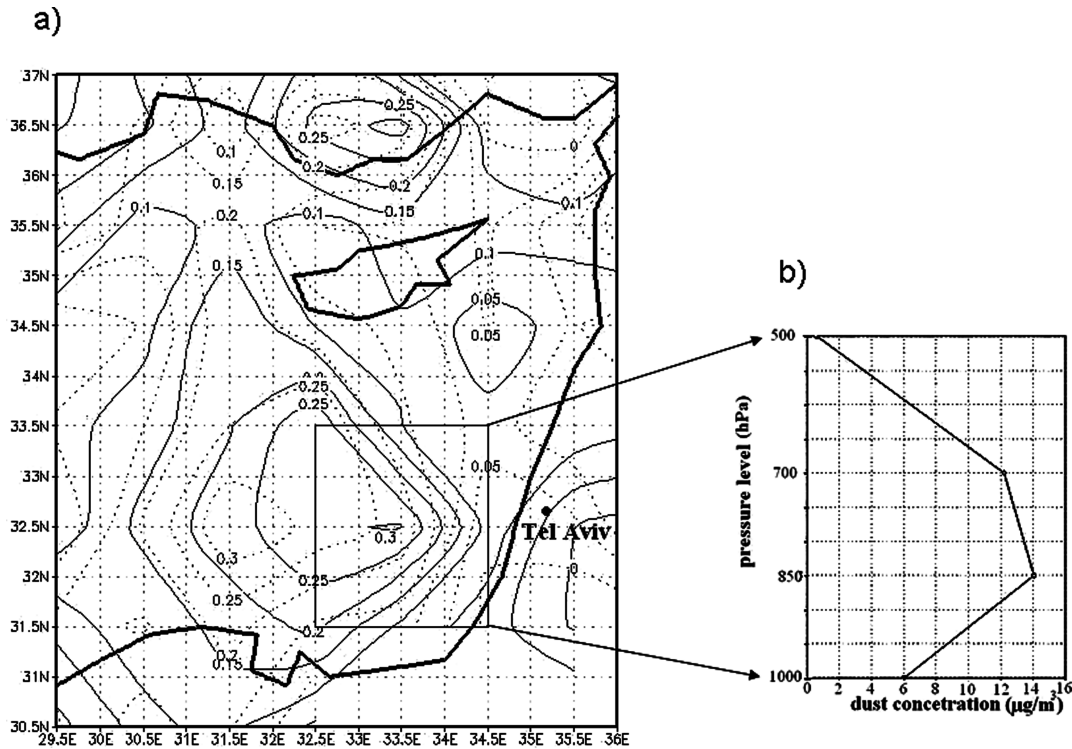 a)
37N
0.25
36.5N
0.25
0
0.1
36N
0.2
0.15
0.2
0.1
0.1
0.15
35.5N
0.2
0.1
0.1
35N
0.15
b)
0.05
34.5N
0.05
500
34N
0.25
0.25
33.5N
33N
0.05
700
32.5N
Tel Aviv
0.3
0.3
32N
0.25
0
850
0.25
31.5N
0.2
0.2
0.15
31N
1000
30.5N
29.5E 30E 30.5E 31E 31.5E 32E 32.5E 33E 33.5E 34E 34.5E 35E 35.5E 36E
pressure level (hPa)
0 2 4 6 8 10 12 14 16
dust concetration (µg/m³)